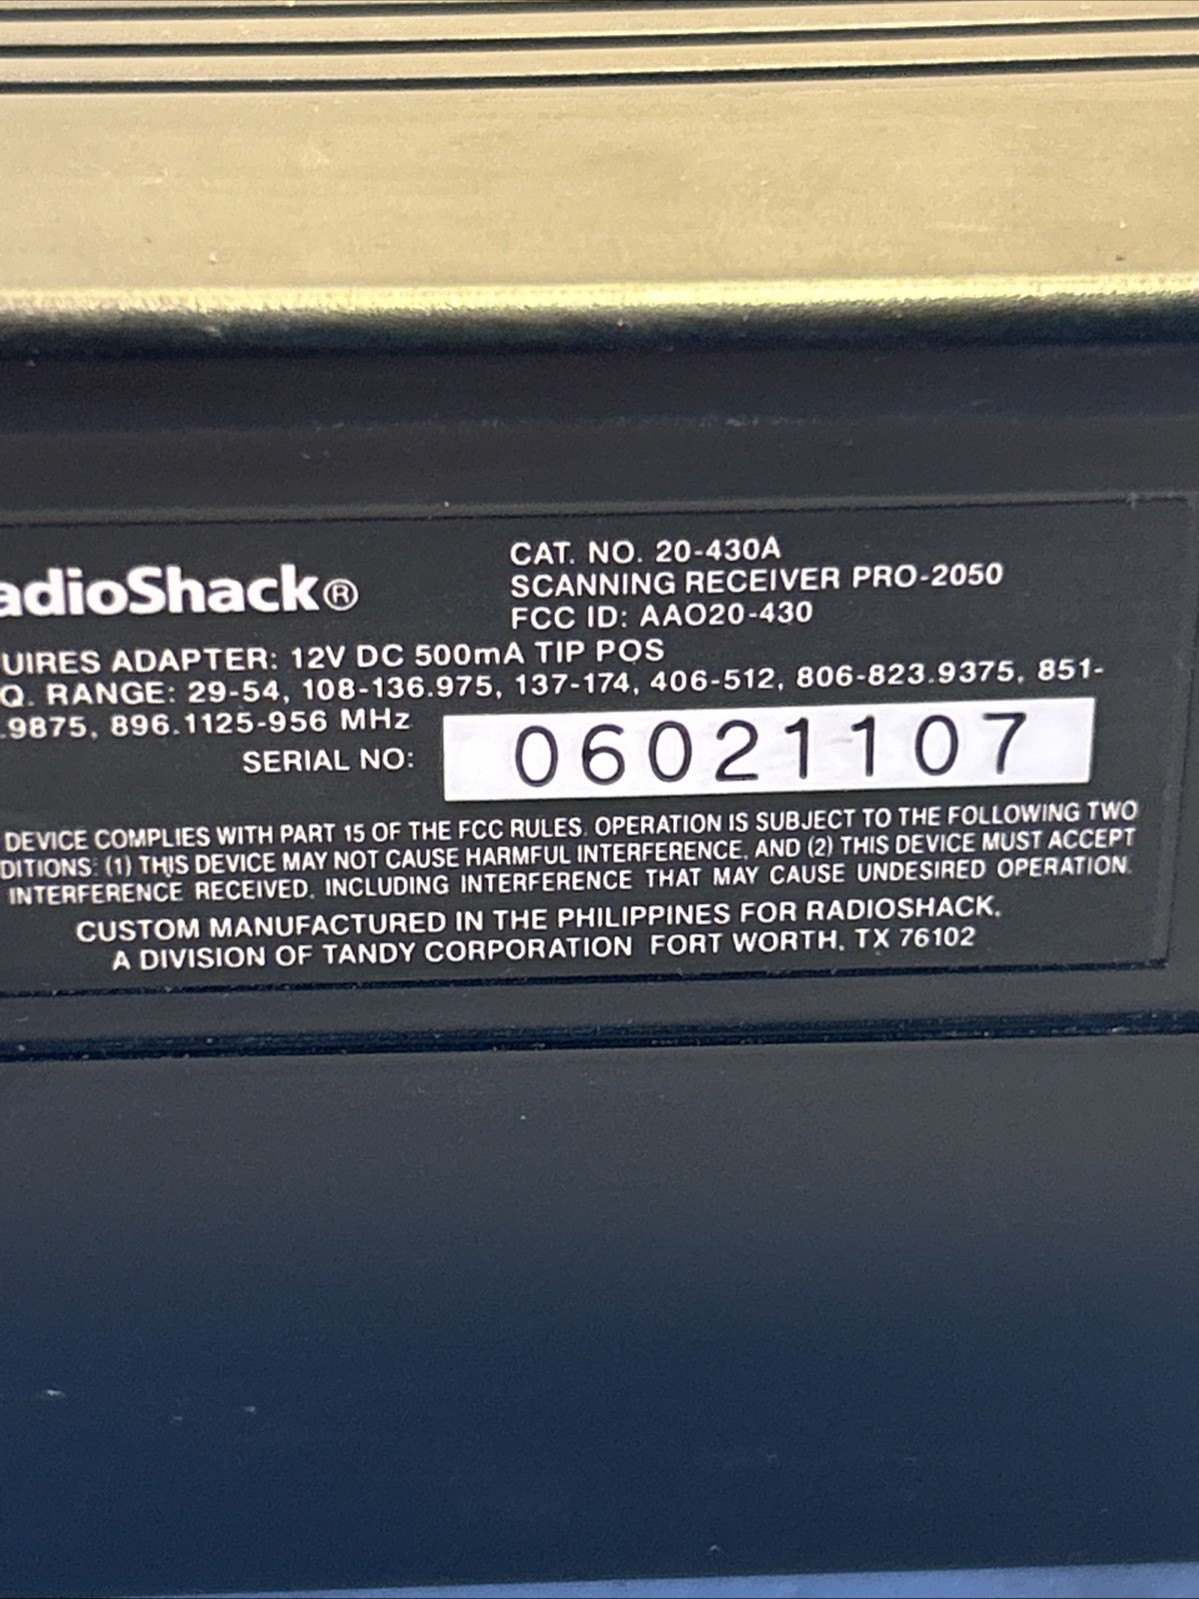 adioShack®
CAT. NO. 20-430A
SCANNING RECEIVER PRO-2050
FCC ID: AAO20-430
UIRES ADAPTER: 12V DC 500mA TIP POS
Q. RANGE: 29-54, 108-136.975, 137-174, 406-512, 806-823.9375, 851-
.9875, 896.1125-956 MHz
SERIAL NO: 06021107
DEVICE COMPLIES WITH PART 15 OF THE FCC RULES. OPERATION IS SUBJECT TO THE FOLLOWING TWO
DITIONS: (1) THIS DEVICE MAY NOT CAUSE HARMFUL INTERFERENCE, AND (2) THIS DEVICE MUST ACCEPT
INTERFERENCE RECEIVED, INCLUDING INTERFERENCE THAT MAY CAUSE UNDESIRED OPERATION.
CUSTOM MANUFACTURED IN THE PHILIPPINES FOR RADIOSHACK,
A DIVISION OF TANDY CORPORATION FORT WORTH, TX 76102